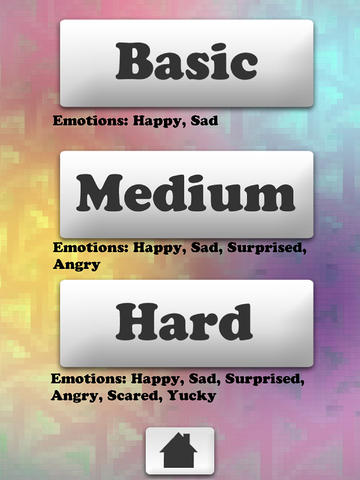 Basic
Emotions: Happy, Sad
Medium
Emotions: Happy, Sad, Surprised,
Angry
Hard
Emotions: Happy, Sad, Surprised,
Angry, Scared, Yucky